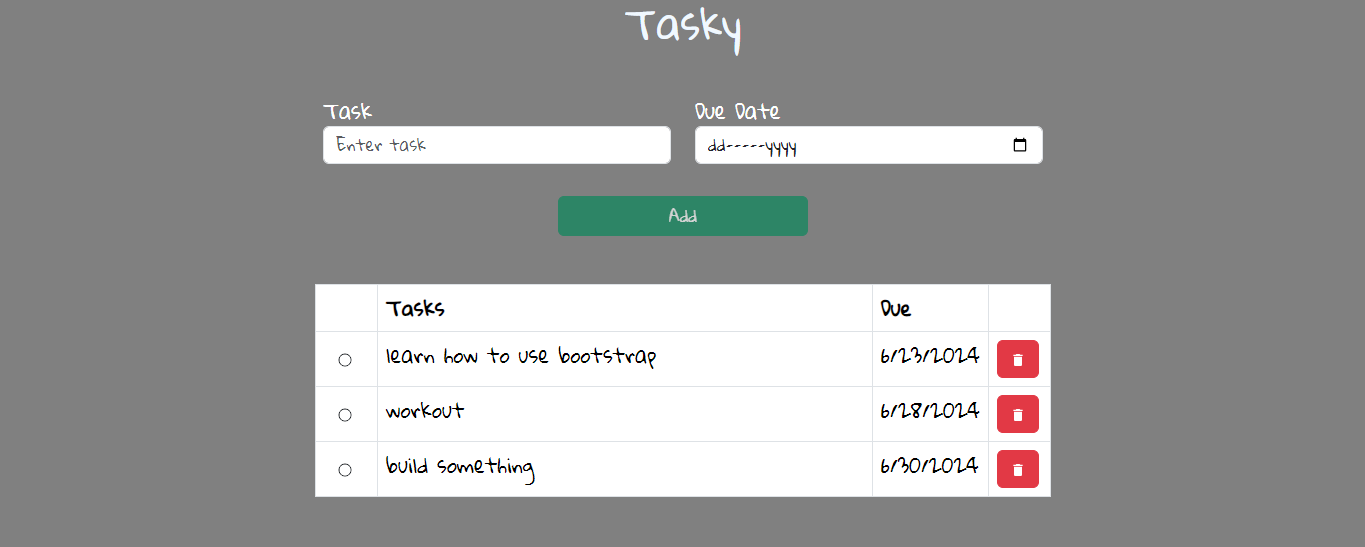 Tasky
Task Due Date
Enter task dd-----yyyy
Add
Tasks Due
learn how to use bootstrap 6/23/2024
workout 6/28/2024
build something 6/30/2024